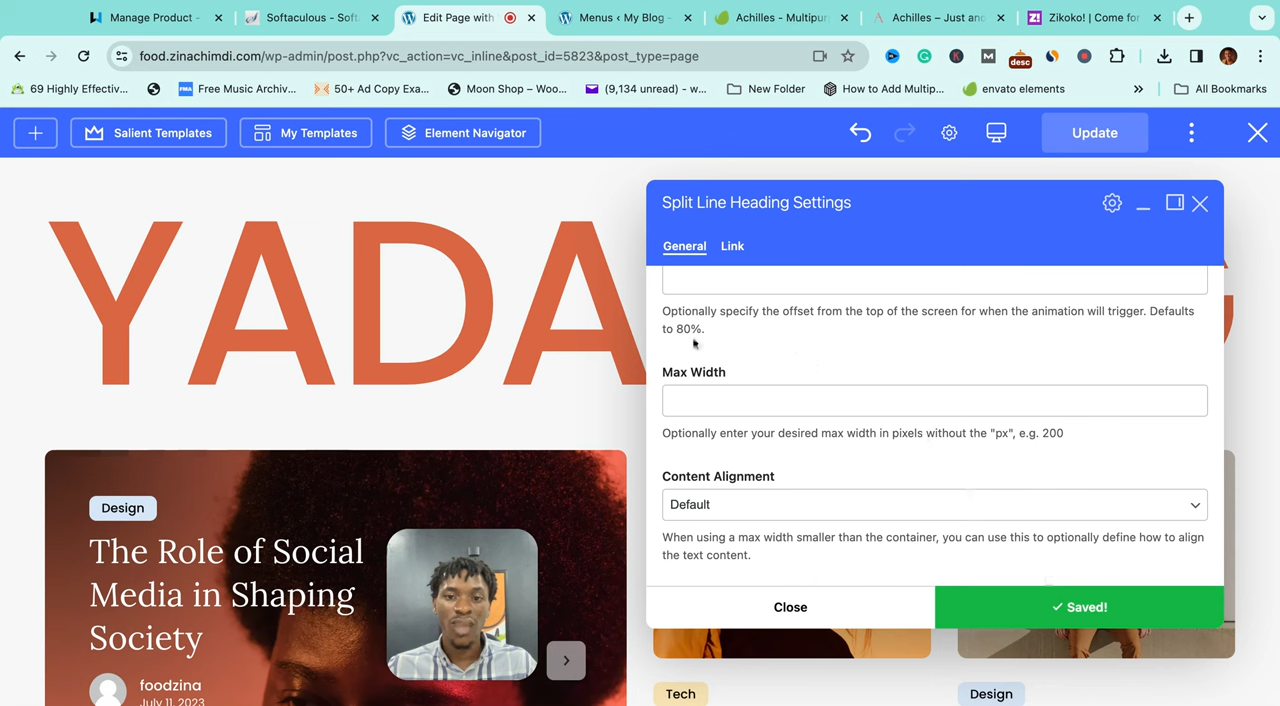 Manage Product -
Softaculous - Soft
Edit Page with
Menus ‹ My Blog
Achilles - Multipur
Achilles – Just ano
Zikoko! | Come for
food.zinachimdi.com/wp-admin/post.php?vc_action=vc_inline&post_id=5823&post_type=page
desc
69 Highly Effectiv...
FMA Free Music Archiv...
50+ Ad Copy Exa...
Moon Shop – Woo...
(9,134 unread) - w...
New Folder
How to Add Multip...
envato elements
»
All Bookmarks
Salient Templates
My Templates
Element Navigator
Update
YADA
Split Line Heading Settings
General
Link
Optionally specify the offset from the top of the screen for when the animation will trigger. Defaults
to 80%.
Max Width
Optionally enter your desired max width in pixels without the "px", e.g. 200
Content Alignment
Default
When using a max width smaller than the container, you can use this to optionally define how to align
the text content.
Close
Saved!
Design
The Role of Social
Media in Shaping
Society
foodzina
July 11, 2023
Tech
Design